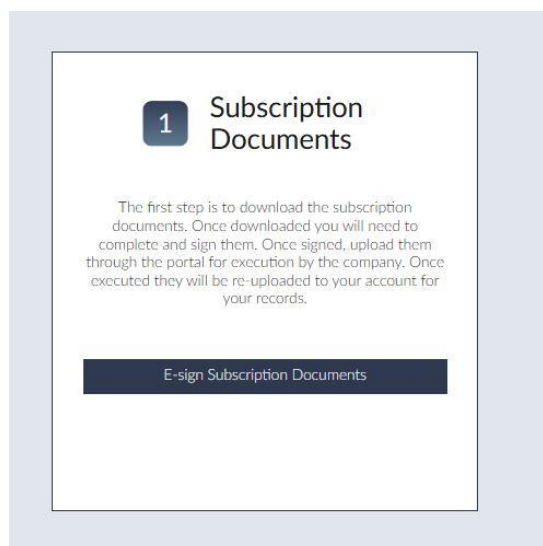 1
Subscription
Documents
The first step is to download the subscription
documents. Once downloaded you will need to
complete and sign them. Once signed, upload them
through the portal for execution by the company. Once
executed they will be re-uploaded to your account for
your records.
E-sign Subscription Documents